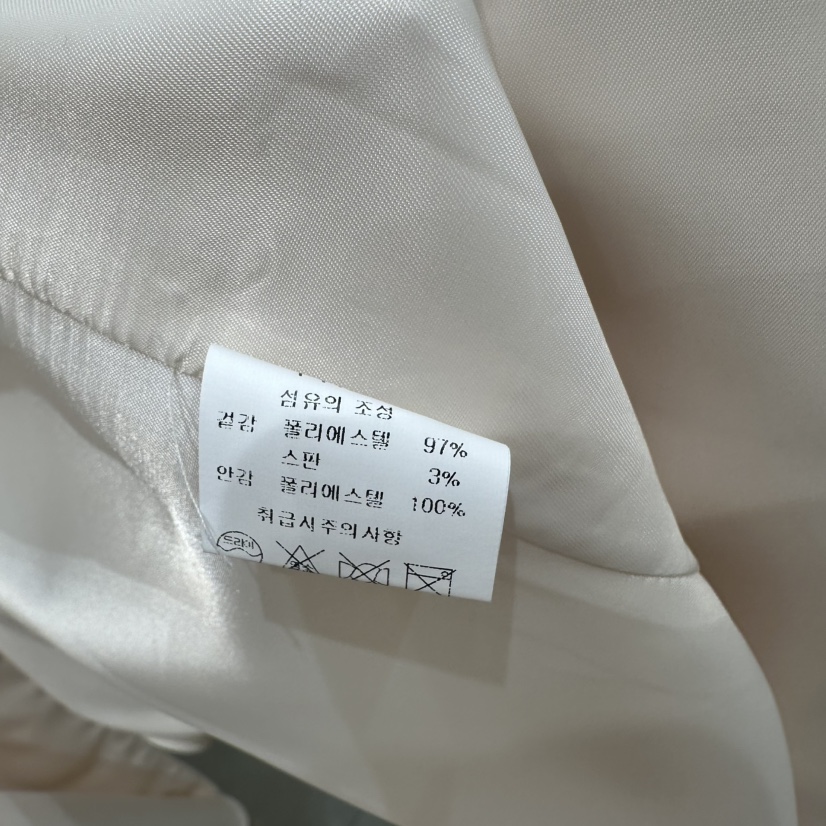 섬유의 조성
겉감 폴리에스텔 97%
스판 3%
안감 폴리에스텔 100%
취급시주의사항
드라이